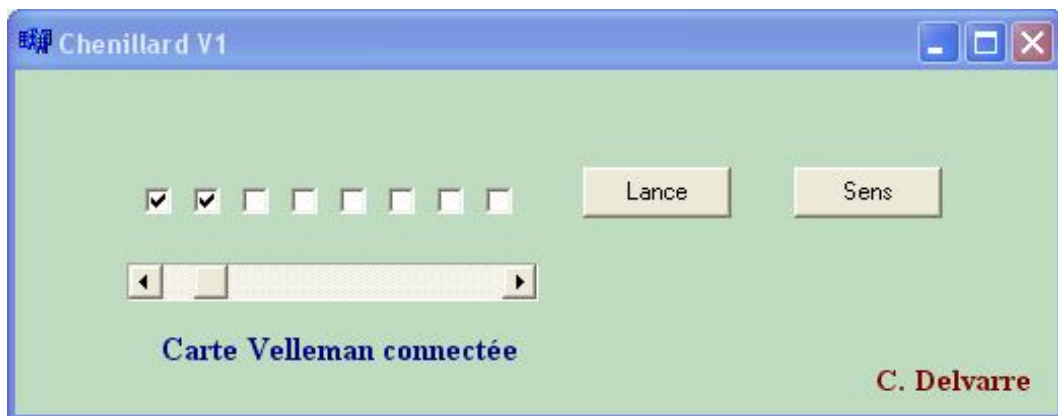 Chenillard V1
Lance
Sens
Carte Velleman connectée
C. Delvarre